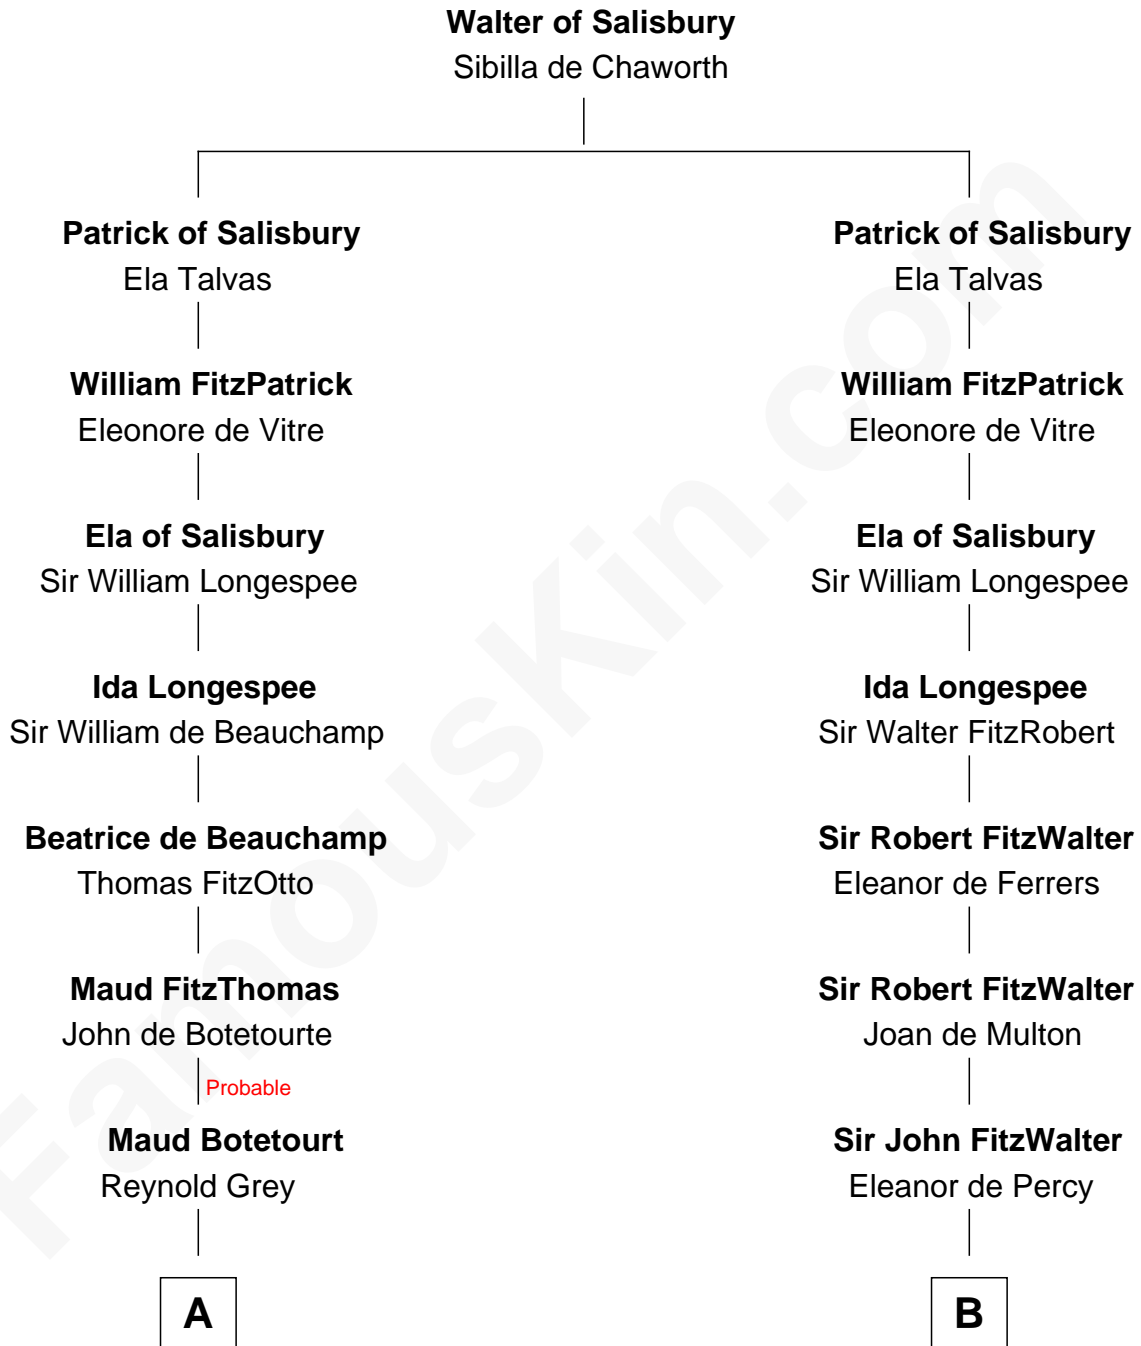 Walter of Salisbury
Sibilla de Chaworth
Patrick of Salisbury
Ela Talvas
William FitzPatrick
Eleonore de Vitre
Ela of Salisbury
Sir William Longespee
Ida Longespee
Sir William de Beauchamp
Beatrice de Beauchamp
Thomas FitzOtto
Maud FitzThomas
John de Botetourte
Probable
Maud Botetourt
Reynold Grey
A
Patrick of Salisbury
Ela Talvas
William FitzPatrick
Eleonore de Vitre
Ela of Salisbury
Sir William Longespee
Ida Longespee
Sir Walter FitzRobert
Sir Robert FitzWalter
Eleanor de Ferrers
Sir Robert FitzWalter
Joan de Multon
Sir John FitzWalter
Eleanor de Percy
B
FamousKin.com